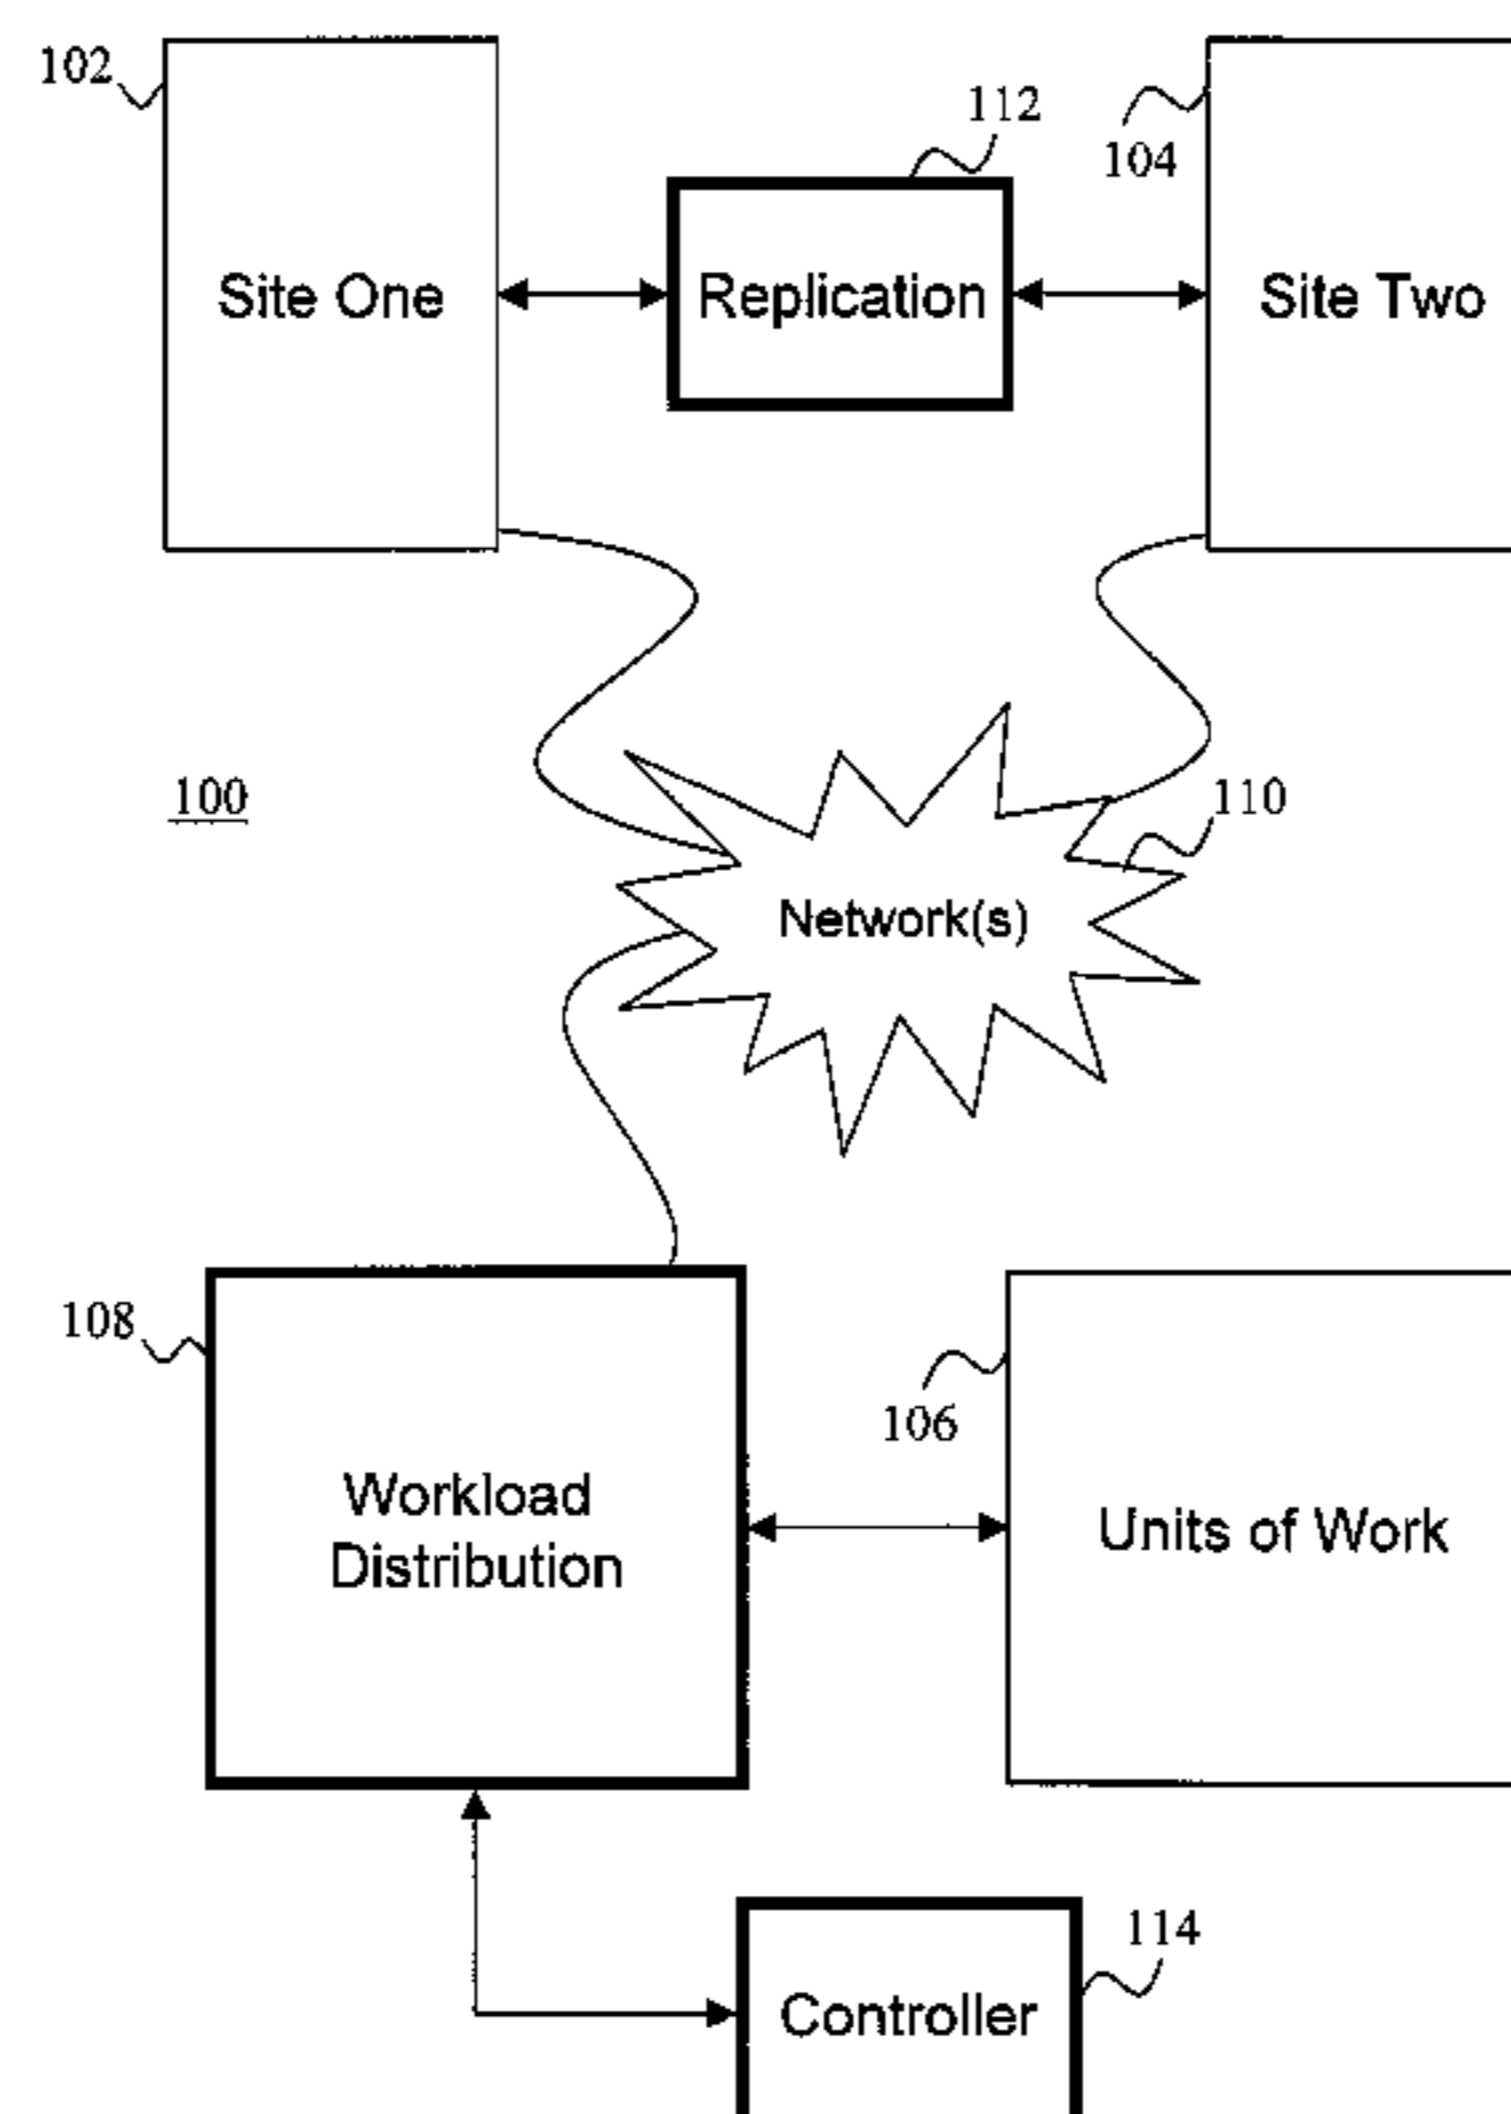 102
112
104
Site One
Replication
Site Two
100
110
Network(s)
108
106
Workload
Distribution
Units of Work
114
Controller